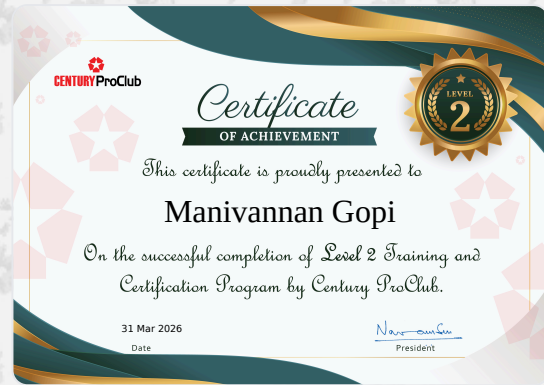 CENTURY ProClub
Certificate
OF ACHIEVEMENT
LEVEL
2
This certificate is proudly presented to
Manivannan Gopi
On the successful completion of Level 2 Training and
Certification Program by Century ProClub.
31 Mar 2026
Date
President